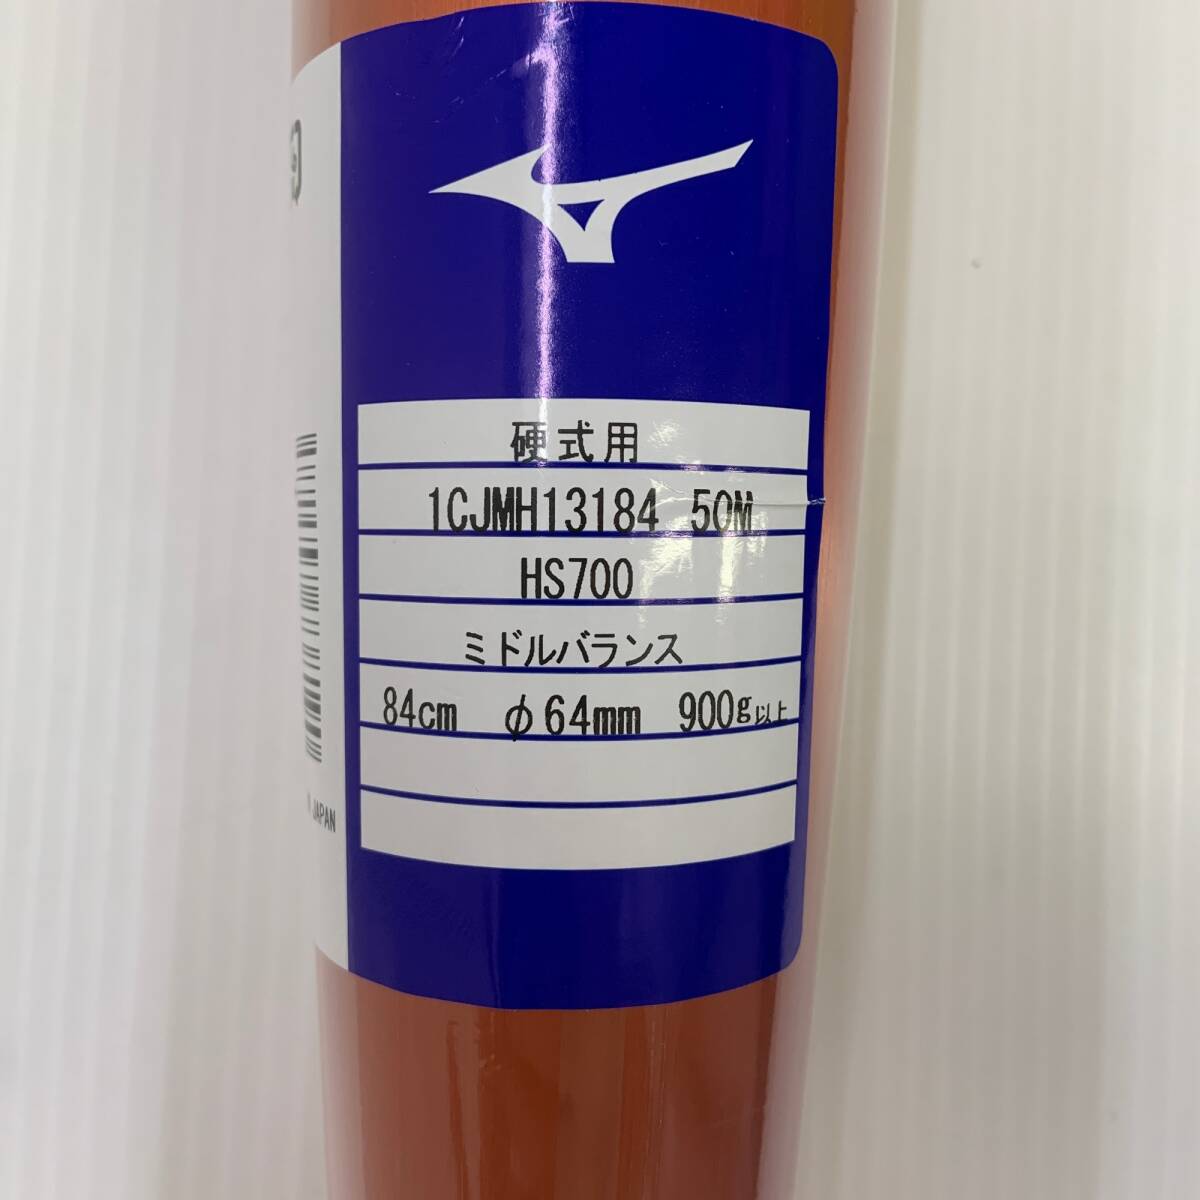 硬式用
1CJMH13184 50M
HS700
ミドルバランス
84cm φ64mm 900g以上
JAPAN